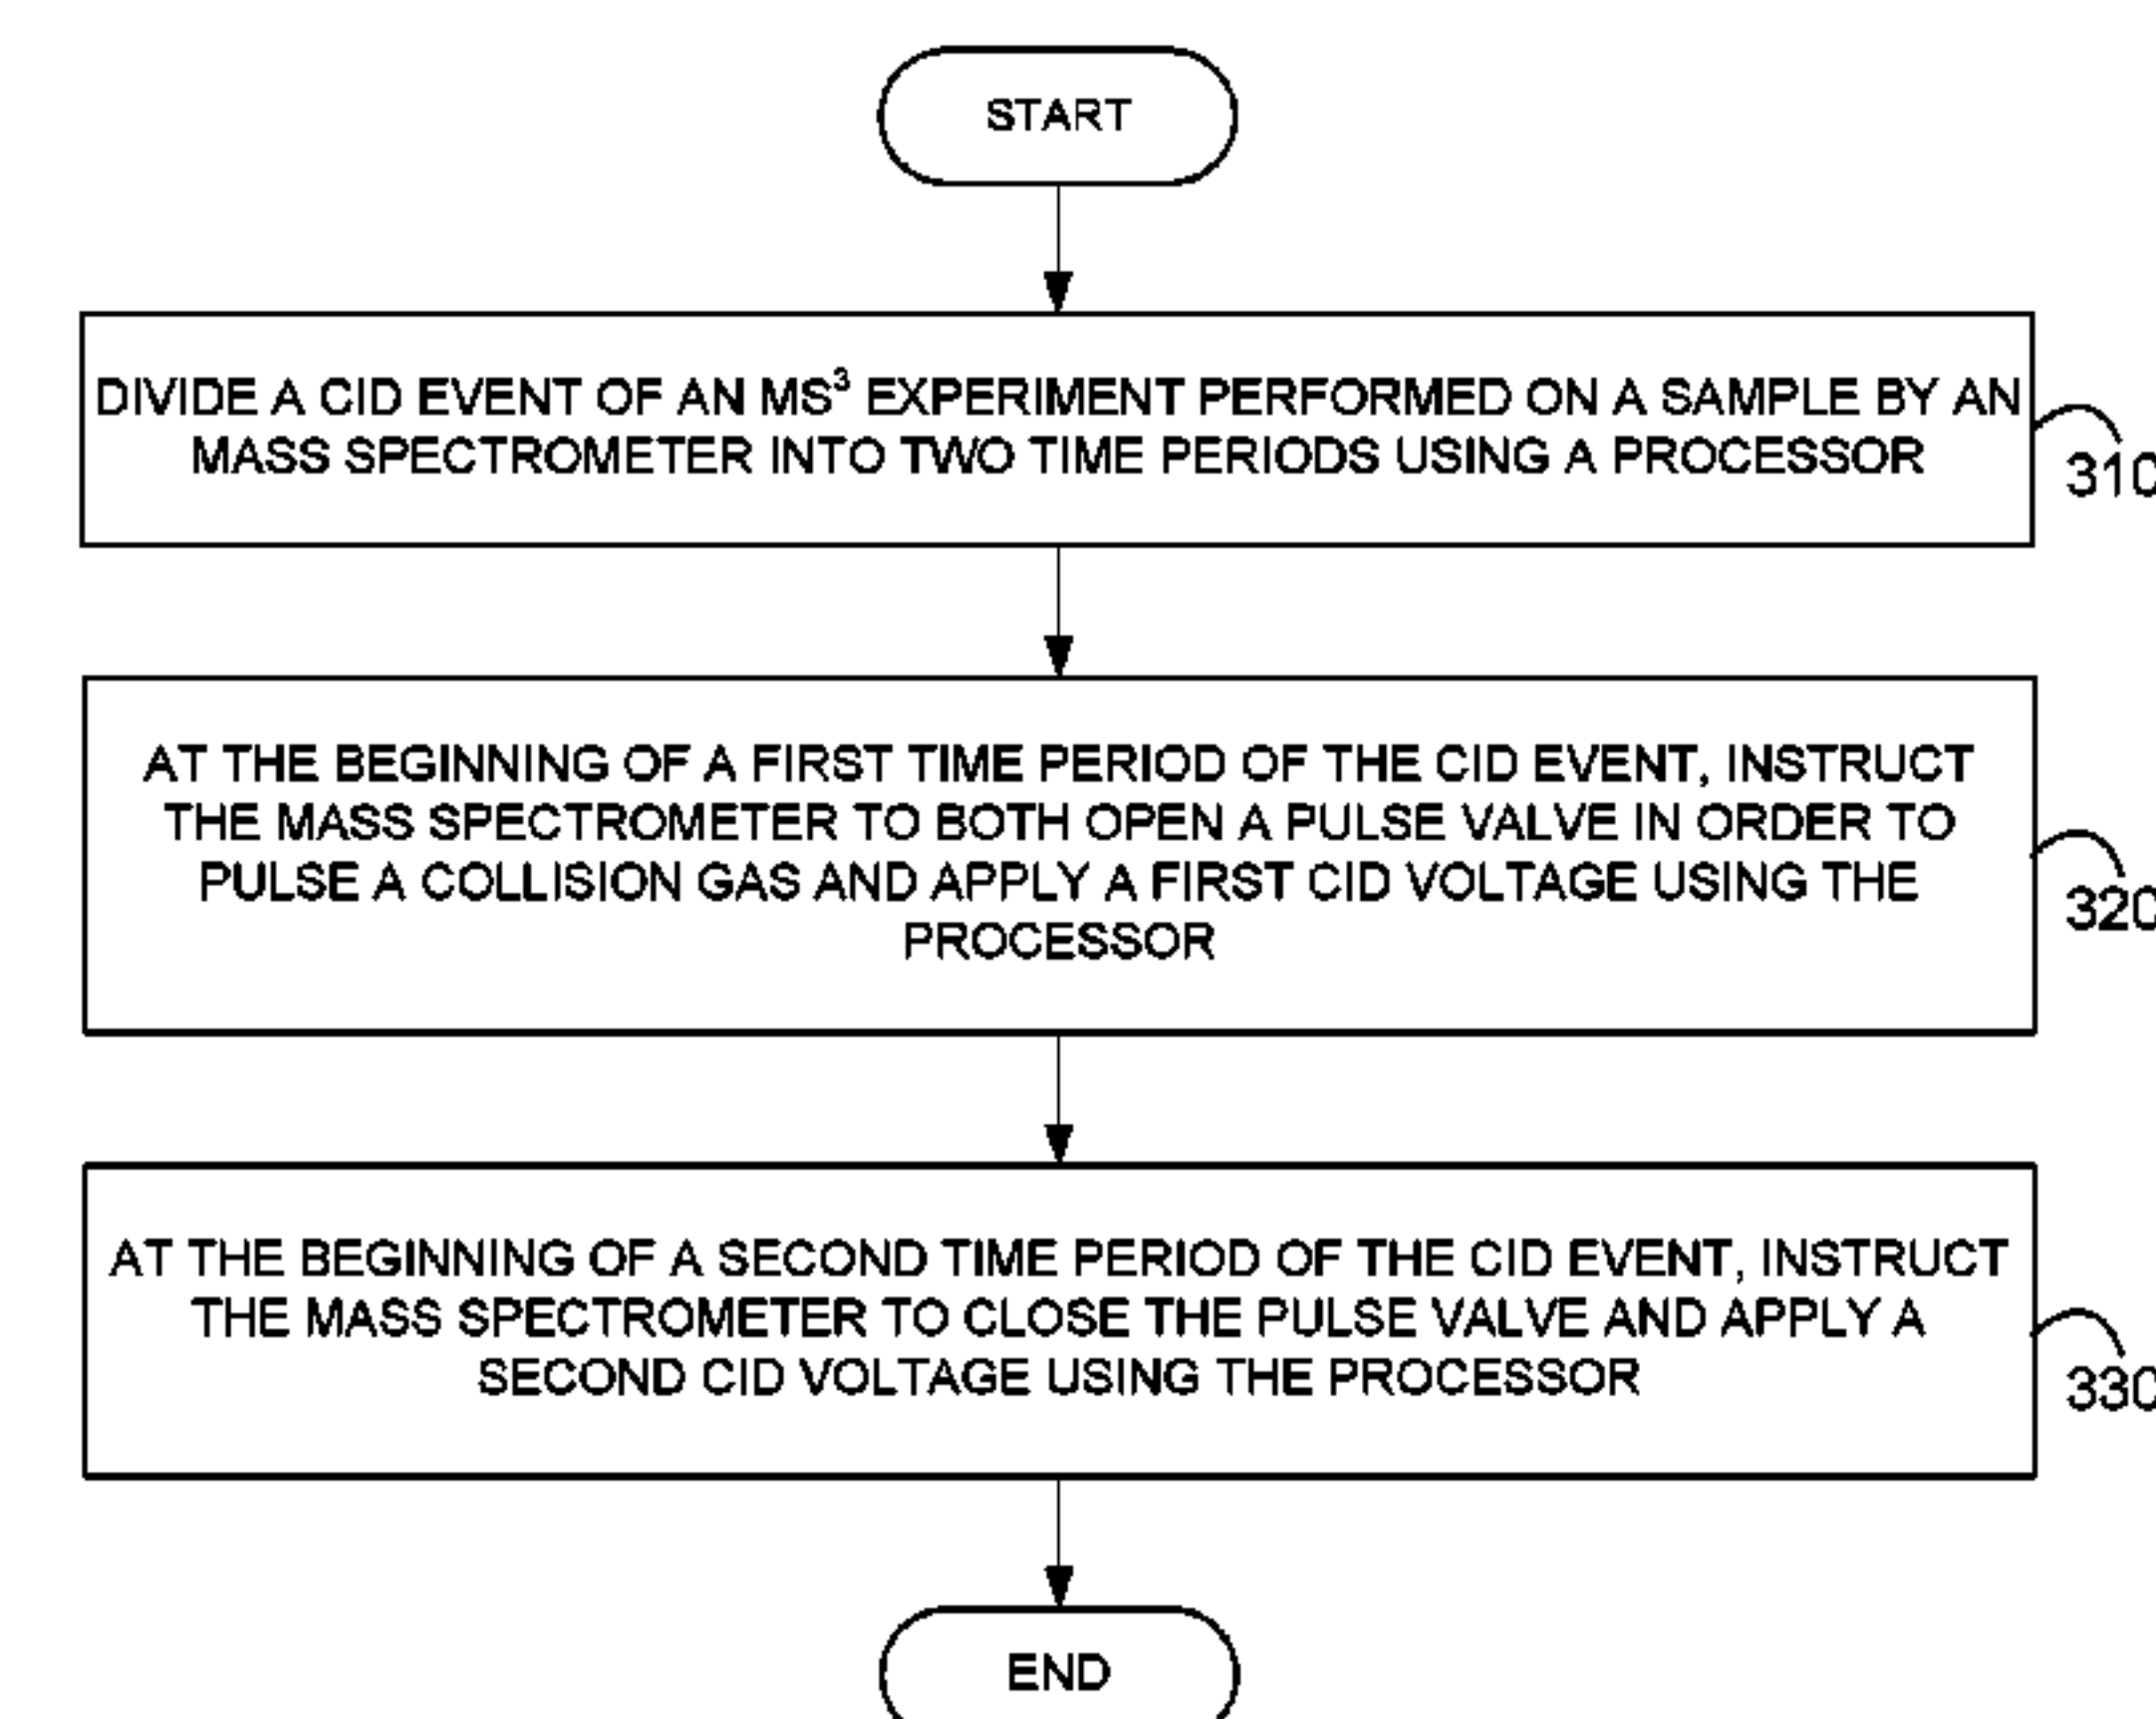 START
DIVIDE A CID EVENT OF AN MS³ EXPERIMENT PERFORMED ON A SAMPLE BY AN
MASS SPECTROMETER INTO TWO TIME PERIODS USING A PROCESSOR
310
AT THE BEGINNING OF A FIRST TIME PERIOD OF THE CID EVENT, INSTRUCT
THE MASS SPECTROMETER TO BOTH OPEN A PULSE VALVE IN ORDER TO
PULSE A COLLISION GAS AND APPLY A FIRST CID VOLTAGE USING THE
PROCESSOR
320
AT THE BEGINNING OF A SECOND TIME PERIOD OF THE CID EVENT, INSTRUCT
THE MASS SPECTROMETER TO CLOSE THE PULSE VALVE AND APPLY A
SECOND CID VOLTAGE USING THE PROCESSOR
330
END